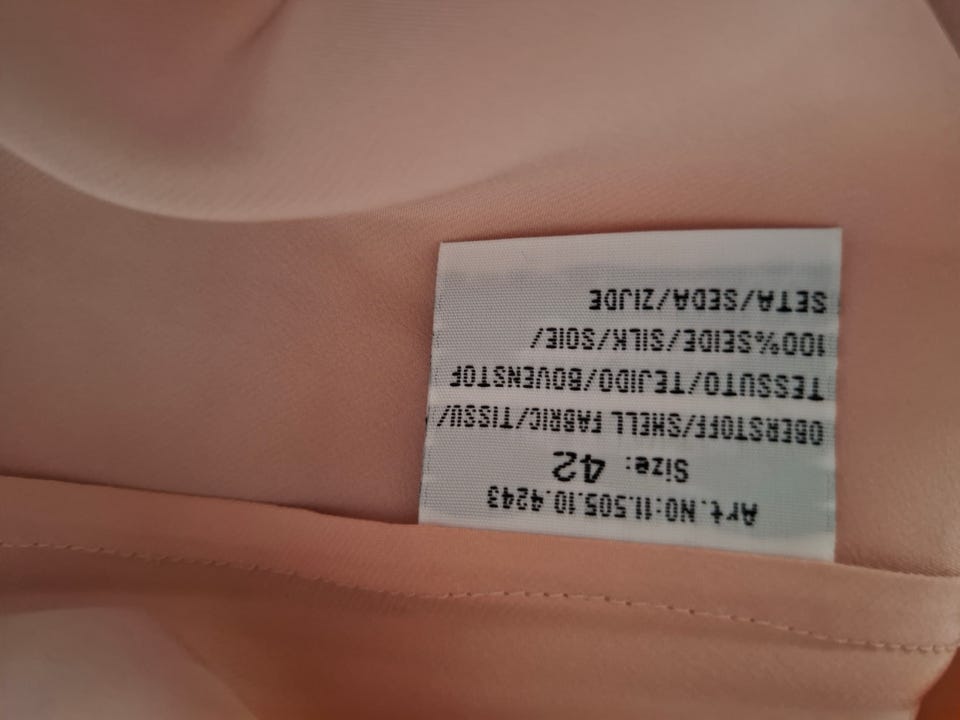 Art.NO:11.505.10.4243
Size: 42
OBERSTOFF/SHELL FABRIC/TISSU/
TESSUTO/TEJIDO/BOVENSTOF
100%SEIDE/SILK/SOIE/
SETA/SEDA/ZIJDE